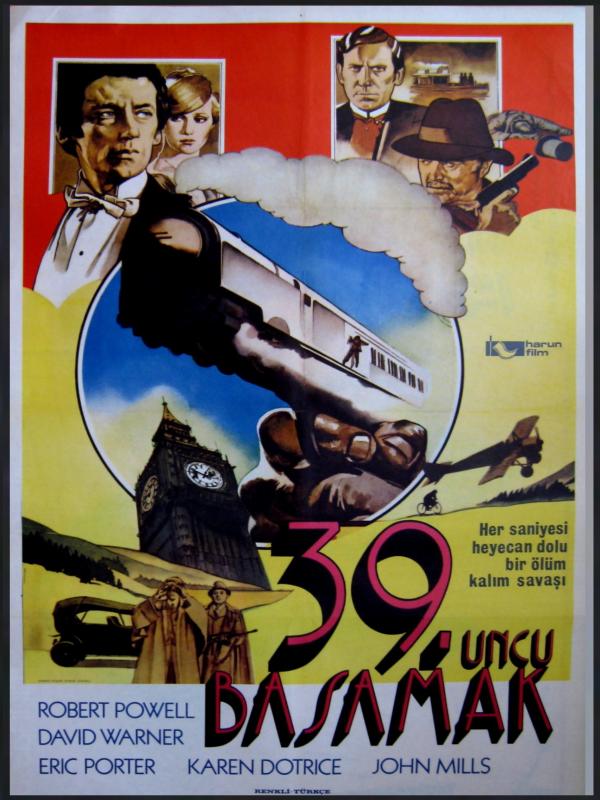 harun
film
Her saniyesi
heyecan dolu
bir ölüm
kalım savaşı
39.uncu
BASAMAK
ROBERT POWELL
DAVID WARNER
ERIC PORTER KAREN DOTRICE JOHN MILLS
RENKLİ-TÜRKÇE